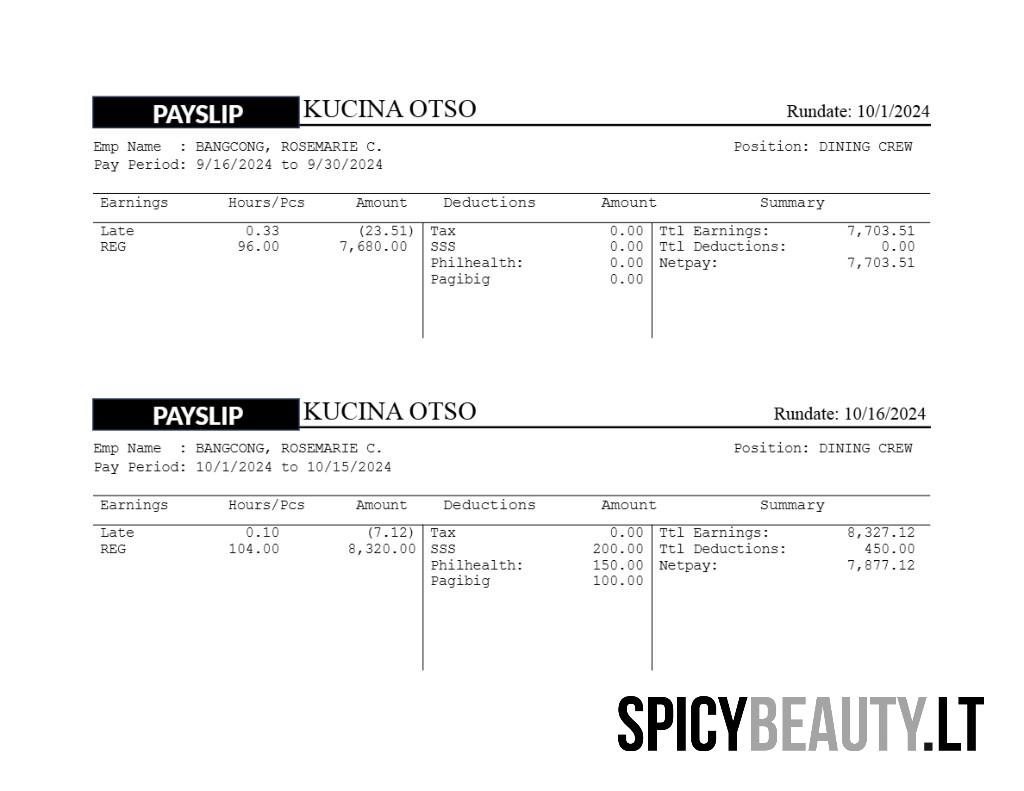 PAYSLIP KUCINA OTSO Rundate: 10/1/2024
Emp Name : BANGCONG, ROSEMARIE C. Position: DINING CREW
Pay Period: 9/16/2024 to 9/30/2024
Earnings Hours/Pcs Amount Deductions Amount Summary
Late 0.33 (23.51) Tax 0.00 Ttl Earnings: 7,703.51
REG 96.00 7,680.00 SSS 0.00 Ttl Deductions: 0.00
Philhealth: 0.00 Netpay: 7,703.51
Pagibig 0.00
PAYSLIP KUCINA OTSO Rundate: 10/16/2024
Emp Name : BANGCONG, ROSEMARIE C. Position: DINING CREW
Pay Period: 10/1/2024 to 10/15/2024
Earnings Hours/Pcs Amount Deductions Amount Summary
Late 0.10 (7.12) Tax 0.00 Ttl Earnings: 8,327.12
REG 104.00 8,320.00 SSS 200.00 Ttl Deductions: 450.00
Philhealth: 150.00 Netpay: 7,877.12
Pagibig 100.00
SPICYBEAUTY.LT